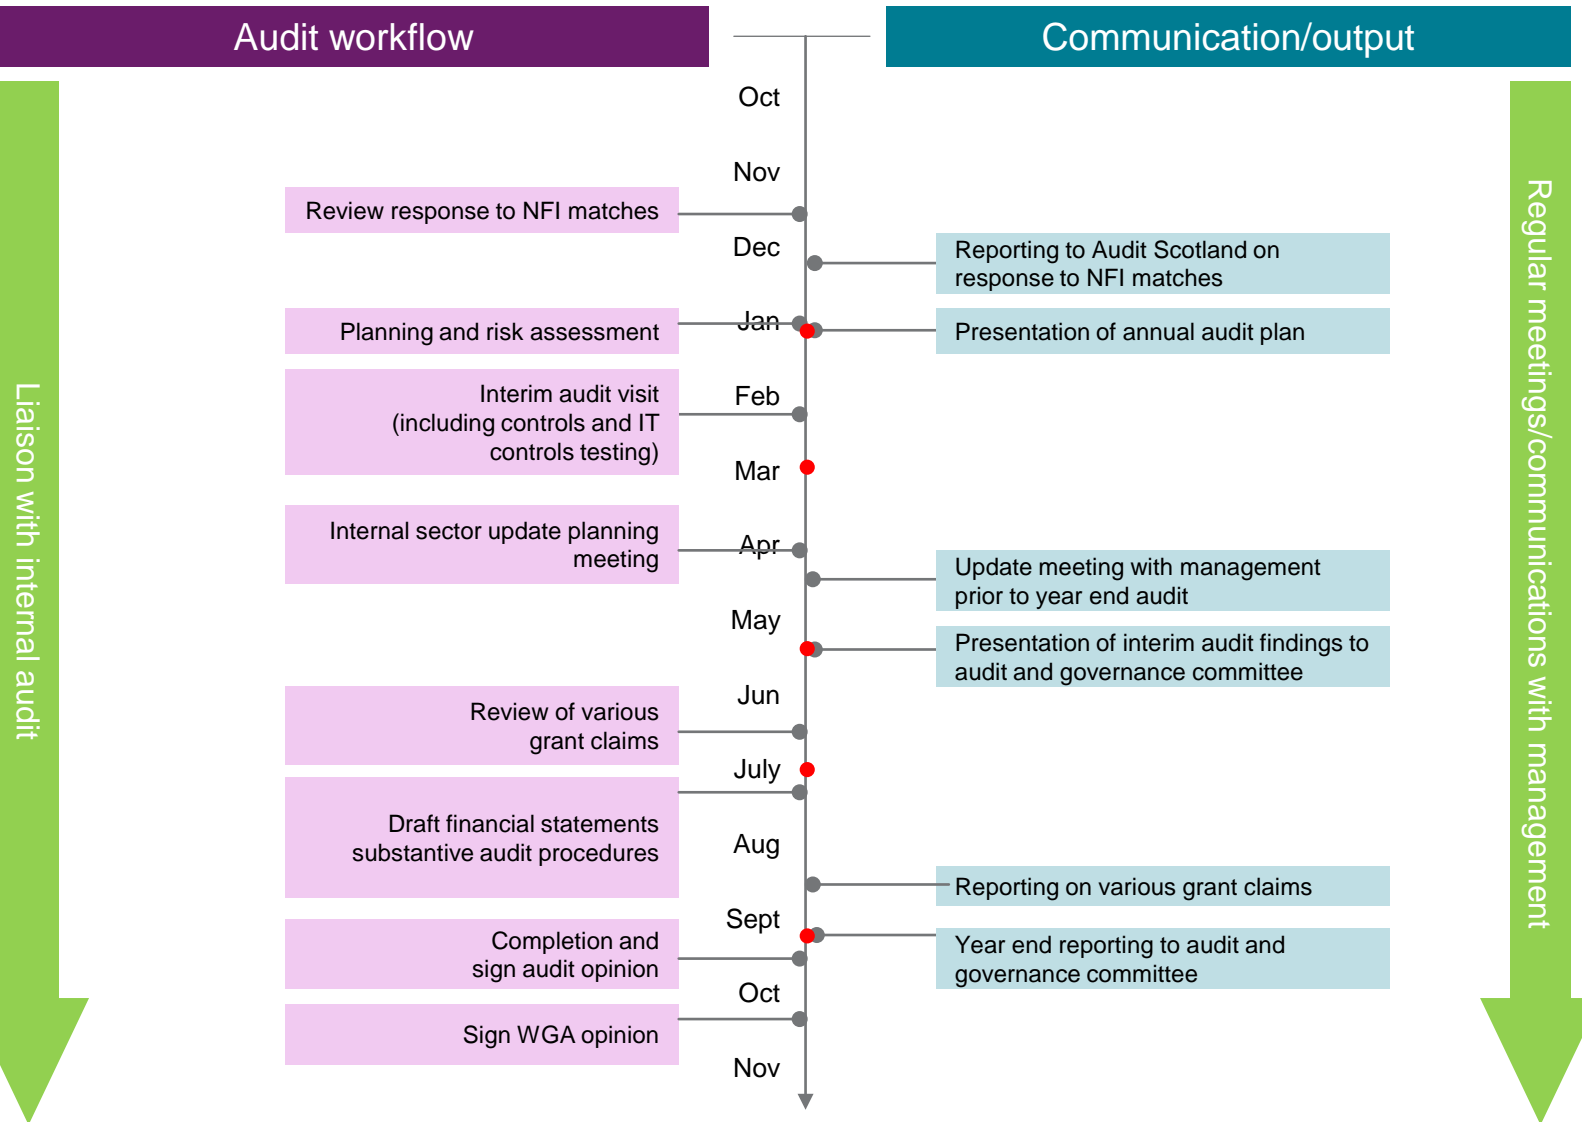 Audit workflow
Communication/output
Liaison with internal audit
Regular meetings/communications with management
Oct
Nov
Review response to NFI matches
Dec
Reporting to Audit Scotland on
response to NFI matches
Jan
Planning and risk assessment
Presentation of annual audit plan
Interim audit visit
(including controls and IT
controls testing)
Feb
Mar
Internal sector update planning
meeting
Apr
Update meeting with management
prior to year end audit
May
Presentation of interim audit findings to
audit and governance committee
Jun
Review of various
grant claims
July
Draft financial statements
substantive audit procedures
Aug
Reporting on various grant claims
Sept
Completion and
sign audit opinion
Year end reporting to audit and
governance committee
Oct
Sign WGA opinion
Nov